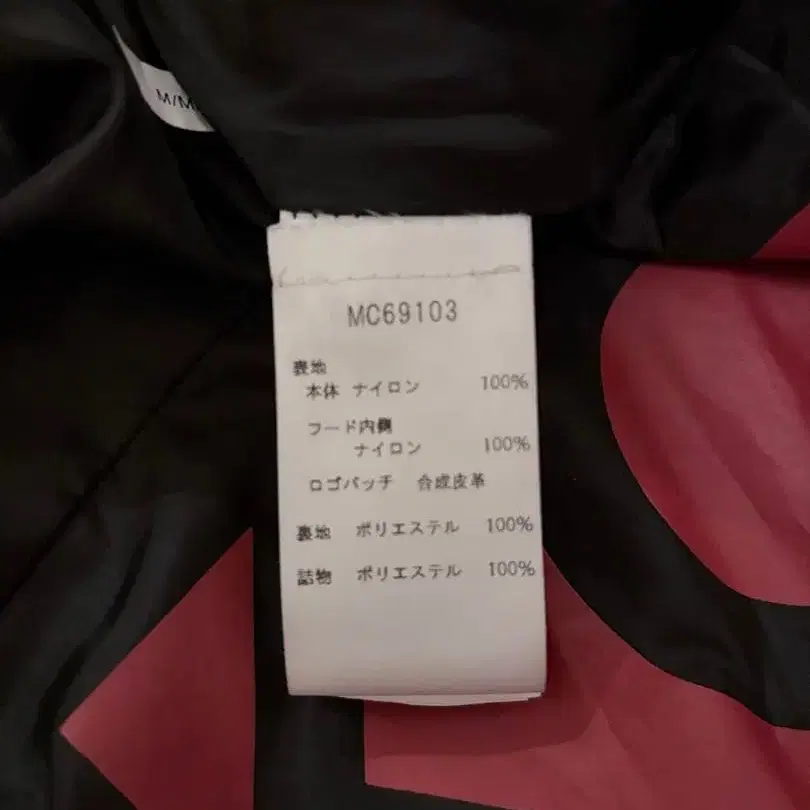 M/M
MC69103
表地
本体 ナイロン 100%
フード内側
ナイロン 100%
ロゴパッチ 合成皮革
裏地 ポリエステル 100%
詰物 ポリエステル 100%